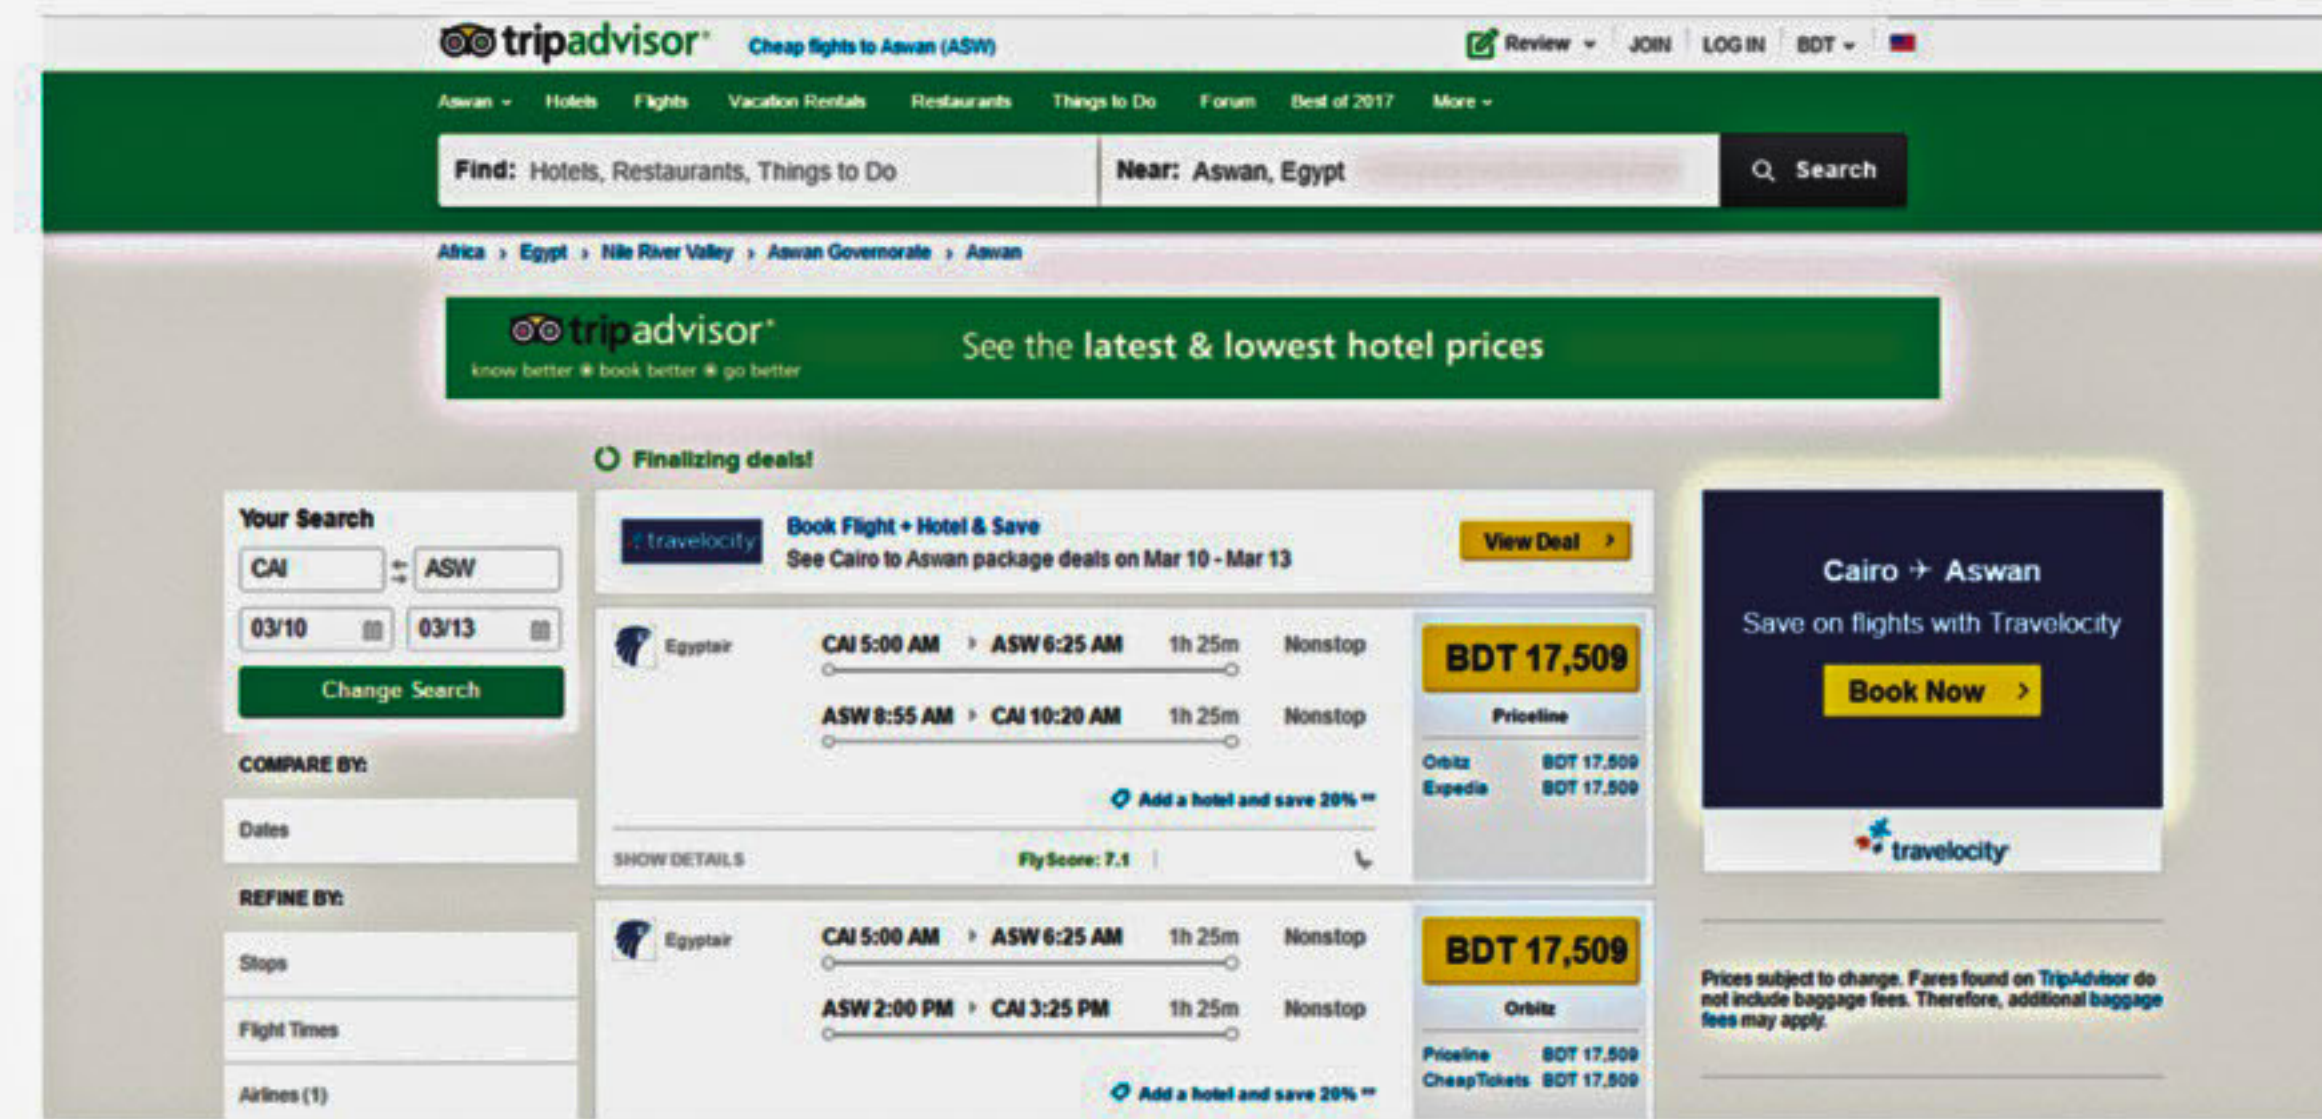 tripadvisor Cheap flights to Aswan (ASW) Review JOIN LOG IN BDT
Aswan Hotels Flights Vacation Rentals Restaurants Things to Do Forum Best of 2017 More
Find: Hotels, Restaurants, Things to Do Near: Aswan, Egypt Search
Africa › Egypt › Nile River Valley › Aswan Governorate › Aswan
tripadvisor
know better book better go better
See the latest & lowest hotel prices
Finalizing deals!
Your Search
CAI ASW
03/10 03/13
Change Search
COMPARE BY:
Dates
REFINE BY:
Stops
Flight Times
Airlines (1)
travelocity
Book Flight + Hotel & Save
See Cairo to Aswan package deals on Mar 10 - Mar 13
View Deal ›
Egyptair CAI 5:00 AM ASW 6:25 AM 1h 25m Nonstop
ASW 8:55 AM CAI 10:20 AM 1h 25m Nonstop
Add a hotel and save 20% **
SHOW DETAILS FlyScore: 7.1
BDT 17,509
Priceline
Orbitz BDT 17,509
Expedia BDT 17,509
Egyptair CAI 5:00 AM ASW 6:25 AM 1h 25m Nonstop
ASW 2:00 PM CAI 3:25 PM 1h 25m Nonstop
Add a hotel and save 20% **
BDT 17,509
Orbitz
Priceline BDT 17,509
CheapTickets BDT 17,509
Cairo Aswan
Save on flights with Travelocity
Book Now ›
travelocity
Prices subject to change. Fares found on TripAdvisor do
not include baggage fees. Therefore, additional baggage
fees may apply.